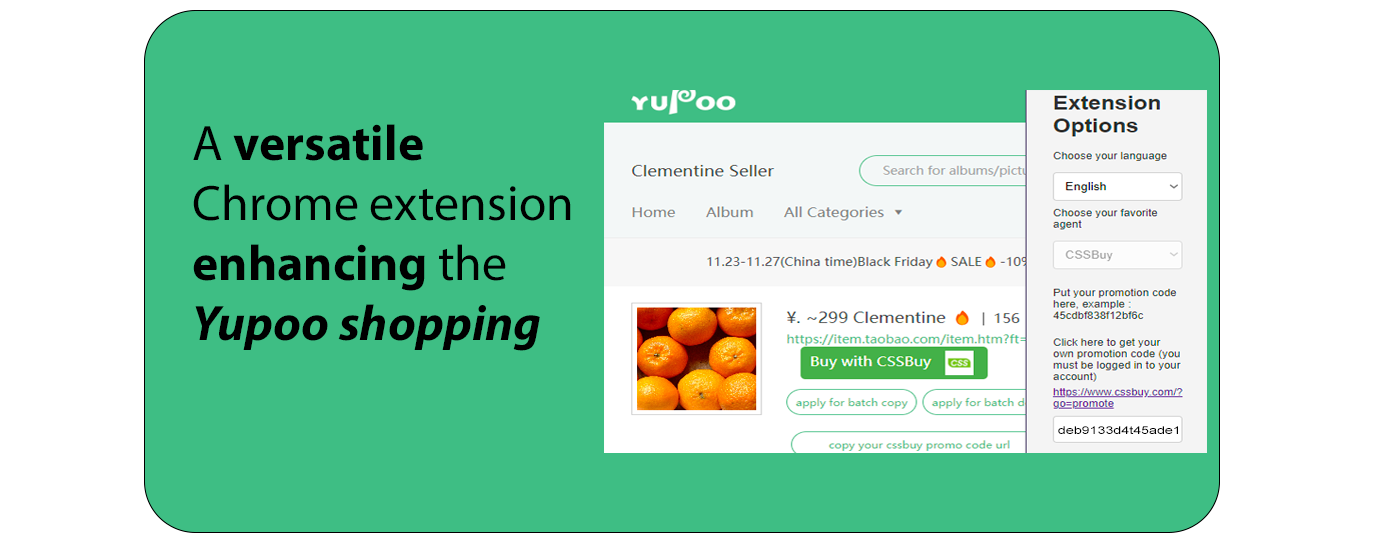 A versatile
Chrome extension
enhancing the
Yupoo shopping
YUPOO
Clementine Seller
Search for albums/pictu
Home Album All Categories
11.23-11.27(China time)Black Friday🔥SALE🔥-10%
¥. ~299 Clementine 🔥 | 156
https://item.taobao.com/item.htm?ft=
Buy with CSSBuy CSS
apply for batch copy apply for batch d
copy your cssbuy promo code url
Extension
Options
Choose your language
English
Choose your favorite
agent
CSSBuy
Put your promotion code
here, example :
45cdbf838f12bf6c
Click here to get your
own promotion code (you
must be logged in to your
account)
https://www.cssbuy.com/?
go=promote
deb9133d4t45ade1